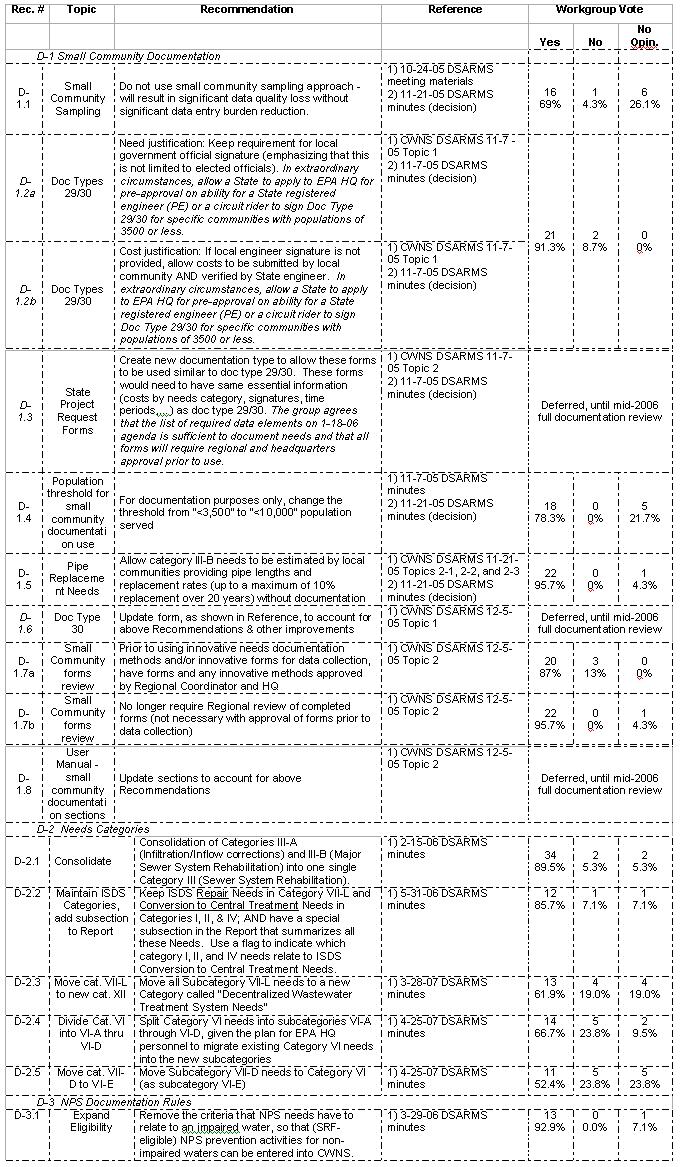 Rec. # Topic Recommendation Reference Workgroup Vote
Yes No No
Opin.
D-1 Small Community Documentation
D-
1.1
Small
Community
Sampling
Do not use small community sampling approach -
will result in significant data quality loss without
significant data entry burden reduction.
1) 10-24-05 DSARMS
meeting materials
2) 11-21-05 DSARMS
minutes (decision)
16
69%
1
4.3%
6
26.1%
D-
1.2a
Doc Types
29/30
Need justification: Keep requirement for local
government official signature (emphasizing that this
is not limited to elected officials). In extraordinary
circumstances, allow a State to apply to EPA HQ for
pre-approval on ability for a State registered
engineer (PE) or a circuit rider to sign Doc Type
29/30 for specific communities with populations of
3500 or less.
1) CWNS DSARMS 11-7 -
05 Topic 1
2) 11-7-05 DSARMS
minutes (decision)
21
91.3%
2
8.7%
0
0%
D-
1.2b
Doc Types
29/30
Cost justification: If local engineer signature is not
provided, allow costs to be submitted by local
community AND verified by State engineer. In
extraordinary circumstances, allow a State to apply
to EPA HQ for pre-approval on ability for a State
registered engineer (PE) or a circuit rider to sign
Doc Type 29/30 for specific communities with
populations of 3500 or less.
1) CWNS DSARMS 11-7-
05 Topic 1
2) 11-7-05 DSARMS
minutes (decision)
D-
1.3
State
Project
Request
Forms
Create new documentation type to allow these forms
to be used similar to doc type 29/30. These forms
would need to have same essential information
(costs by needs category, signatures, time
periods,...) as doc type 29/30. The group agrees
that the list of required data elements on 1-18-06
agenda is sufficient to document needs and that all
forms will require regional and headquarters
approval prior to use.
1) CWNS DSARMS 11-7-
05 Topic 2
2) 11-7-05 DSARMS
minutes (decision)
Deferred, until mid-2006
full documentation review
D-
1.4
Population
threshold for
small
community
documentati
on use
For documentation purposes only, change the
threshold from "<3,500" to "<10,000" population
served
1) 11-7-05 DSARMS
minutes
2) 11-21-05 DSARMS
minutes (decision)
18
78.3%
0
0%
5
21.7%
D-
1.5
Pipe
Replaceme
nt Needs
Allow category III-B needs to be estimated by local
communities providing pipe lengths and
replacement rates (up to a maximum of 10%
replacement over 20 years) without documentation
1) CWNS DSARMS 11-21-
05 Topics 2-1, 2-2, and 2-3
2) 11-21-05 DSARMS
minutes (decision)
22
95.7%
0
0%
1
4.3%
D-
1.6
Doc Type
30
Update form, as shown in Reference, to account for
above Recommendations & other improvements
1) CWNS DSARMS 12-5-
05 Topic 1
Deferred, until mid-2006
full documentation review
D-
1.7a
Small
Community
forms
review
Prior to using innovative needs documentation
methods and/or innovative forms for data collection,
have forms and any innovative methods approved
by Regional Coordinator and HQ
1) CWNS DSARMS 12-5-
05 Topic 2
20
87%
3
13%
0
0%
D-
1.7b
Small
Community
forms
review
No longer require Regional review of completed
forms (not necessary with approval of forms prior to
data collection)
1) CWNS DSARMS 12-5-
05 Topic 2
22
95.7%
0
0%
1
4.3%
D-
1.8
User
Manual -
small
community
documentati
on sections
Update sections to account for above
Recommendations
1) CWNS DSARMS 12-5-
05 Topic 2
Deferred, until mid-2006
full documentation review
D-2 Needs Categories
D-2.1
Consolidate
Consolidation of Categories III-A
(Infiltration/Inflow corrections) and III-B (Major
Sewer System Rehabilitation) into one single
Category III (Sewer System Rehabilitation).
1) 2-15-06 DSARMS
minutes
34
89.5%
2
5.3%
2
5.3%
D-2.2
Maintain ISDS
Categories,
add subsection
to Report
Keep ISDS Repair Needs in Category VII-L and
Conversion to Central Treatment Needs in
Categories I, II, & IV; AND have a special
subsection in the Report that summarizes all
these Needs. Use a flag to indicate which
category I, II, and IV needs relate to ISDS
Conversion to Central Treatment Needs.
1) 5-31-06 DSARMS
minutes
12
85.7%
1
7.1%
1
7.1%
D-2.3
Move cat. VII-L
to new cat. XII
Move all Subcategory VII-L needs to a new
Category called "Decentralized Wastewater
Treatment System Needs"
1) 3-28-07 DSARMS
minutes
13
61.9%
4
19.0%
4
19.0%
D-2.4
Divide Cat. VI
into VI-A thru
VI-D
Split Category VI needs into subcategories VI-A
through VI-D, given the plan for EPA HQ
personnel to migrate existing Category VI needs
into the new subcategories
1) 4-25-07 DSARMS
minutes
14
66.7%
5
23.8%
2
9.5%
D-2.5
Move cat. VII-
D to VI-E
Move Subcategory VII-D needs to Category VI
(as subcategory VI-E)
1) 4-25-07 DSARMS
minutes
11
52.4%
5
23.8%
5
23.8%
D-3 NPS Documentation Rules
D-3.1
Expand
Eligibility
Remove the criteria that NPS needs have to
relate to an impaired water, so that (SRF-
eligible) NPS prevention activities for non-
impaired waters can be entered into CWNS.
1) 3-29-06 DSARMS
minutes
13
92.9%
0
0.0%
1
7.1%